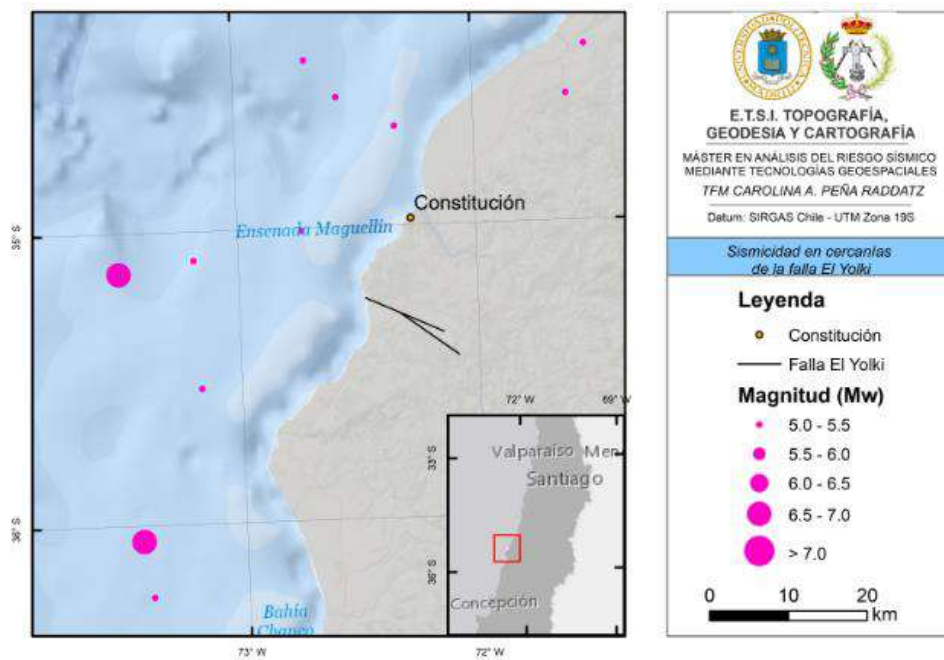 Constitución
Ensenada Maguellín
35° S
36° S
73° W
72° W
Bahía
Chanco
72° W
69° W
33° S
36° S
Valparaíso Men
Santiago
Concepción
E.T.S.I. TOPOGRAFÍA,
GEODESIA Y CARTOGRAFÍA
MÁSTER EN ANÁLISIS DEL RIESGO SÍSMICO
MEDIANTE TECNOLOGÍAS GEOESPACIALES
TFM CAROLINA A. PEÑA RADDATZ
Datum: SIRGAS Chile - UTM Zona 19S
Sismicidad en cercanías
de la falla El Yolki
Leyenda
Constitución
Falla El Yolki
Magnitud (Mw)
5.0 - 5.5
5.5 - 6.0
6.0 - 6.5
6.5 - 7.0
> 7.0
0 10 20
km